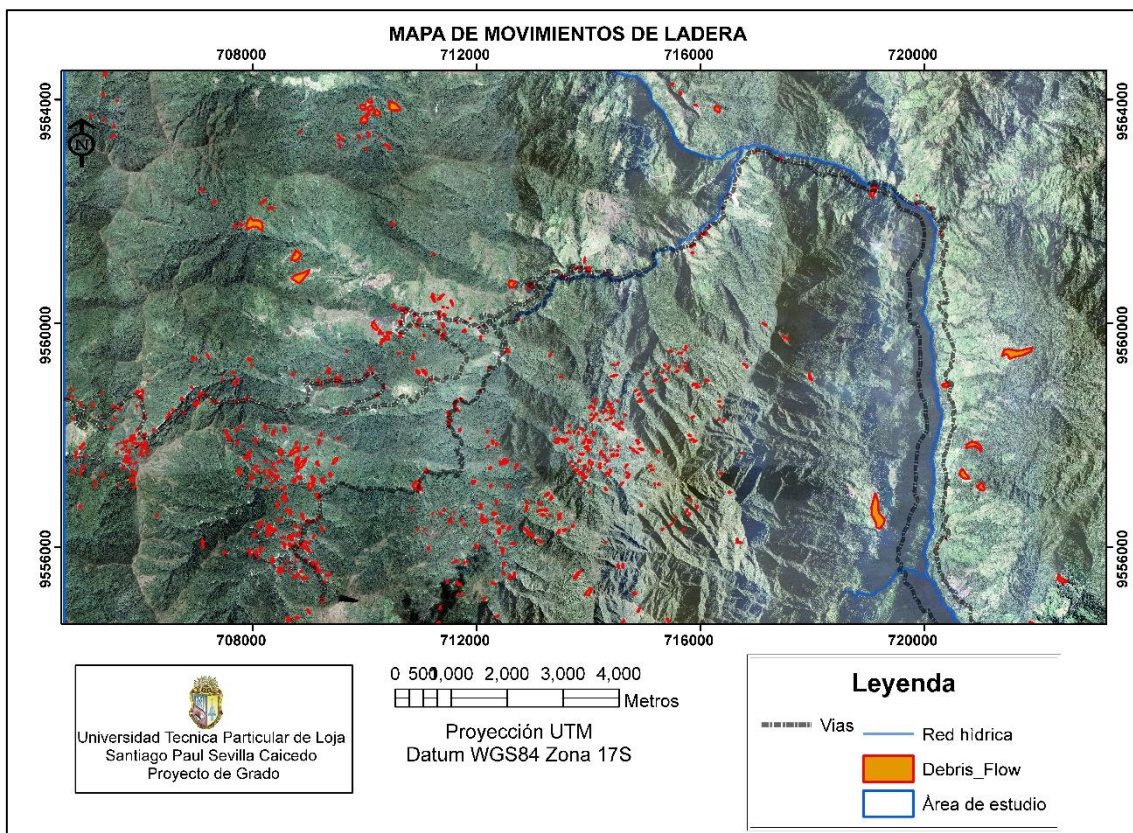 MAPA DE MOVIMIENTOS DE LADERA
708000 712000 716000 720000
9564000 9564000
N
9560000 9560000
9556000 9556000
708000 712000 716000 720000
Universidad Tecnica Particular de Loja
Santiago Paul Sevilla Caicedo
Proyecto de Grado
0 500 1,000 2,000 3,000 4,000
Metros
Proyección UTM
Datum WGS84 Zona 17S
Leyenda
Vias
Red hìdrica
Debris_Flow
Àrea de estudio